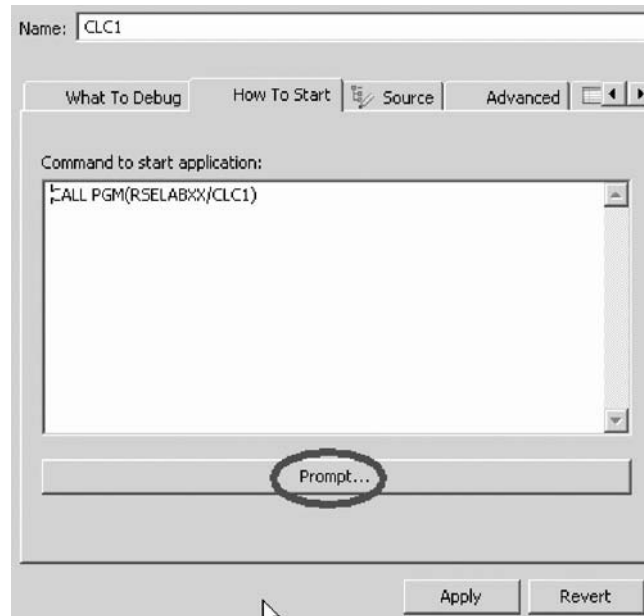 Name: CLC1
What To Debug How To Start Source Advanced
Command to start application:
CALL PGM(RSELABXX/CLC1)
Prompt...
Apply Revert